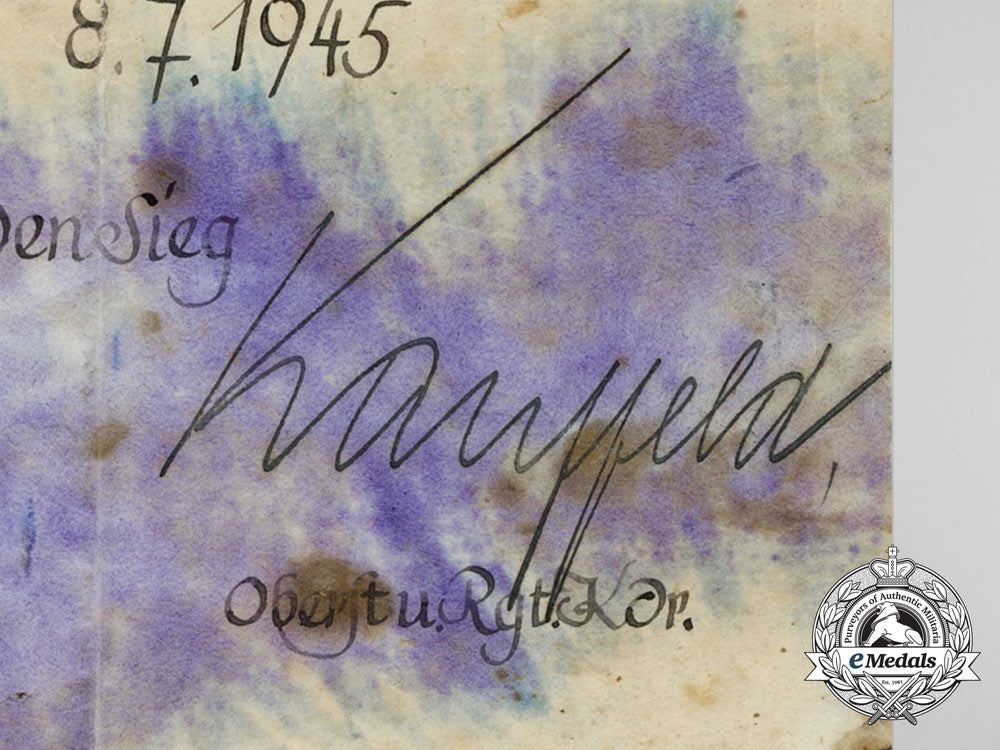 8.7.1945
den Sieg
Oberst u. Rgt. Kdr.
Purveyors of Authentic Militaria
eMedals
Est. 1981